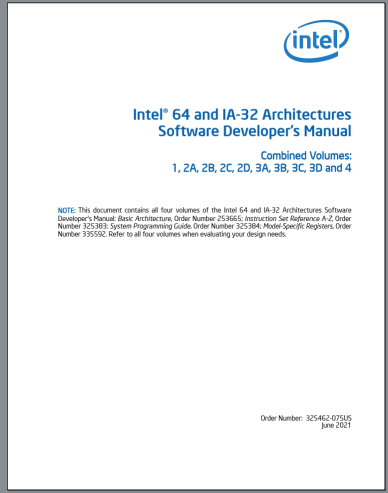 intel
Intel® 64 and IA-32 Architectures
Software Developer's Manual
Combined Volumes:
1, 2A, 2B, 2C, 2D, 3A, 3B, 3C, 3D and 4
NOTE: This document contains all four volumes of the Intel 64 and IA-32 Architectures Software
Developer's Manual: Basic Architecture, Order Number 253665; Instruction Set Reference A-Z, Order
Number 325383; System Programming Guide, Order Number 325384; Model-Specific Registers, Order
Number 335592. Refer to all four volumes when evaluating your design needs.
Order Number: 325462-075US
June 2021